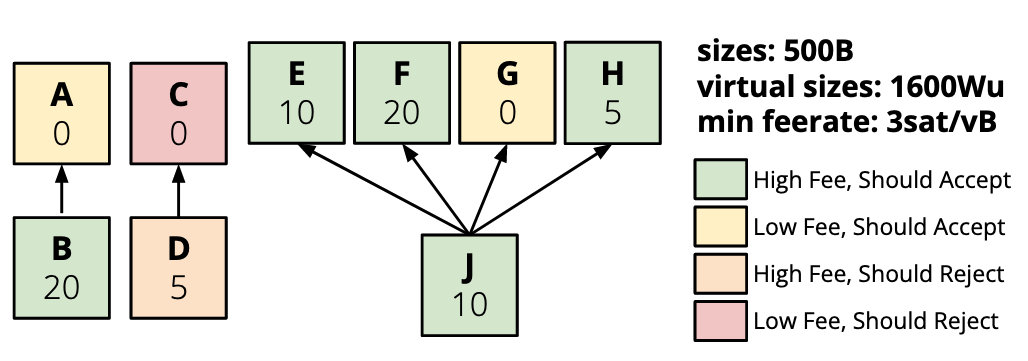 A
0
C
0
E
10
F
20
G
0
H
5
B
20
D
5
J
10
sizes: 500B
virtual sizes: 1600Wu
min feerate: 3sat/vB
High Fee, Should Accept
Low Fee, Should Accept
High Fee, Should Reject
Low Fee, Should Reject